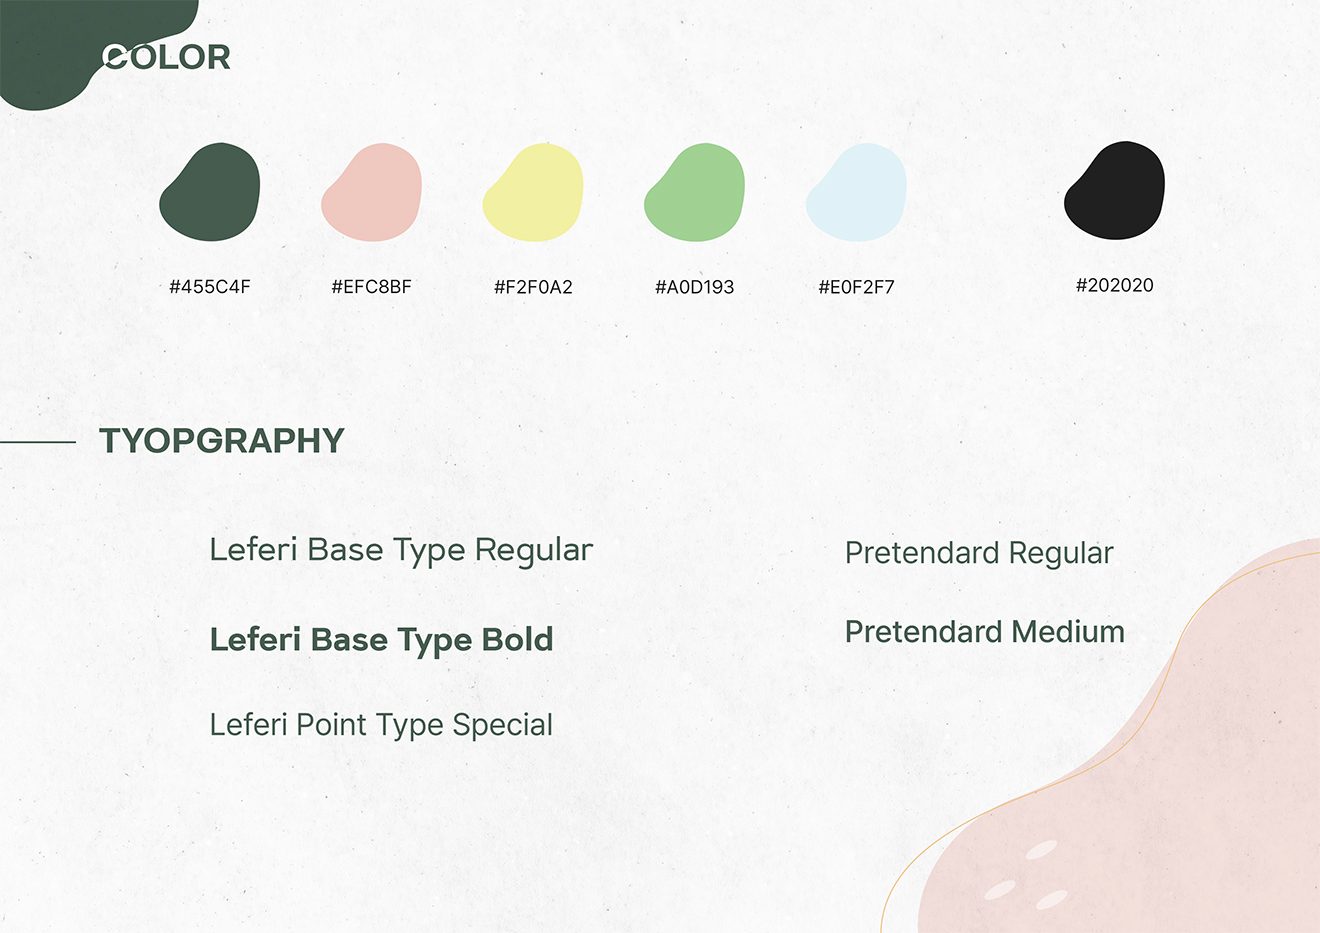 COLOR
#455C4F
#EFC8BF
#F2F0A2
#A0D193
#E0F2F7
#202020
TYOPGRAPHY
Leferi Base Type Regular
Leferi Base Type Bold
Leferi Point Type Special
Pretendard Regular
Pretendard Medium